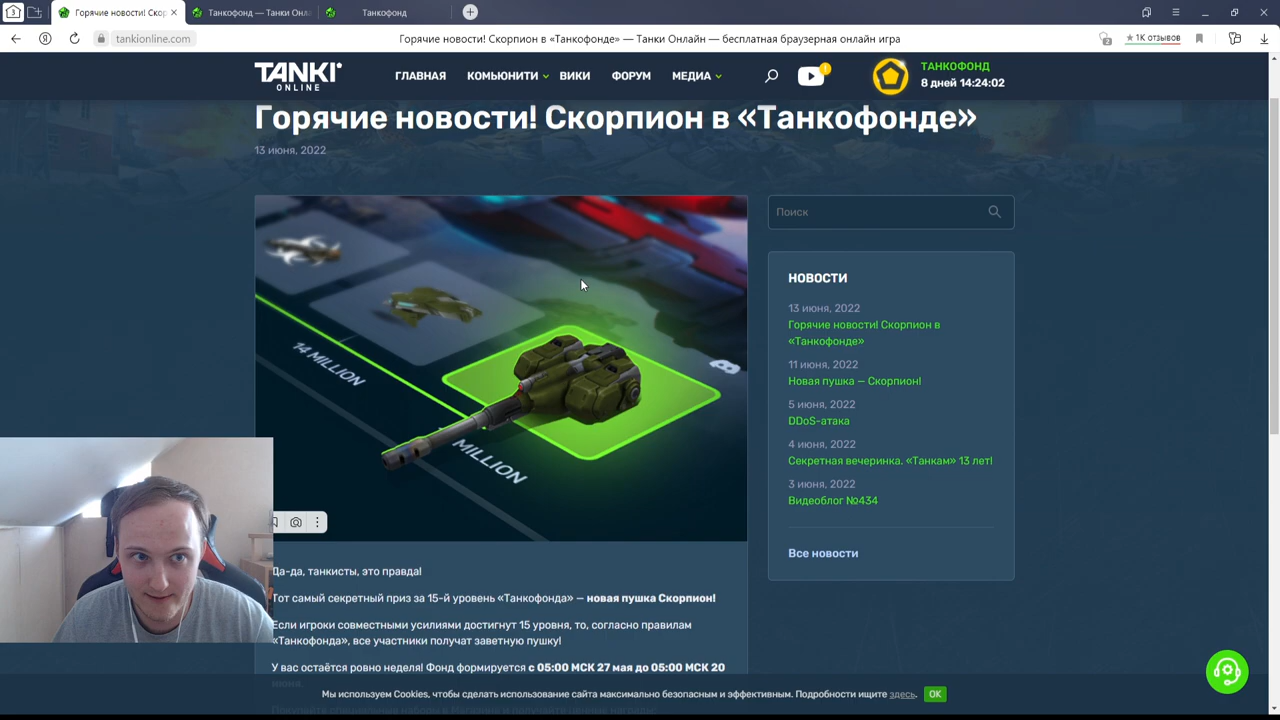 3
Горячие новости! Скор
Танкофонд — Танки Онл
Танкофонд
tankionline.com
Горячие новости! Скорпион в «Танкофонде» — Танки Онлайн — бесплатная браузерная онлайн игра
1К отзывов
TANKI
ONLINE
ГЛАВНАЯ
КОМЬЮНИТИ
ВИКИ
ФОРУМ
МЕДИА
ТАНКОФОНД
8 дней 14:24:02
Горячие новости! Скорпион в «Танкофонде»
13 июня, 2022
14 MILLION
MILLION
Поиск
НОВОСТИ
13 июня, 2022
Горячие новости! Скорпион в
«Танкофонде»
11 июня, 2022
Новая пушка — Скорпион!
5 июня, 2022
DDoS-атака
4 июня, 2022
Секретная вечеринка. «Танкам» 13 лет!
3 июня, 2022
Видеоблог №434
Все новости
Да-да, танкисты, это правда!
Тот самый секретный приз за 15-й уровень «Танкофонда» — новая пушка Скорпион!
Если игроки совместными усилиями достигнут 15 уровня, то, согласно правилам
«Танкофонда», все участники получат заветную пушку!
У вас остаётся ровно неделя! Фонд формируется с 05:00 МСК 27 мая до 05:00 МСК 20
июня.
Мы используем Cookies, чтобы сделать использование сайта максимально безопасным и эффективным. Подробности ищите здесь.
OK